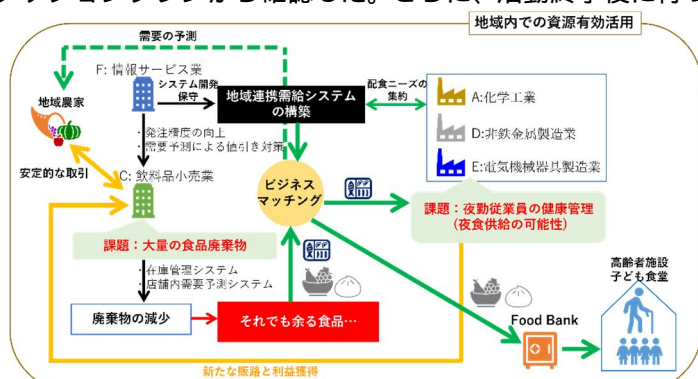 地域内での資源有効活用
需要の予測
F: 情報サービス業
システム開発
保守
地域連携需給システム
の構築
配食ニーズの
集約
A:化学工業
D:非鉄金属製造業
E:電気機械器具製造業
地域農家
・発注精度の向上
・需要予測による値引き対策
安定的な取引
C: 飲料品小売業
ビジネス
マッチング
課題：大量の食品廃棄物
課題：夜勤従業員の健康管理
(夜食供給の可能性)
・在庫管理システム
・店舗内需要予測システム
高齢者施設
子ども食堂
廃棄物の減少
それでも余る食品…
Food Bank
新たな販路と利益獲得